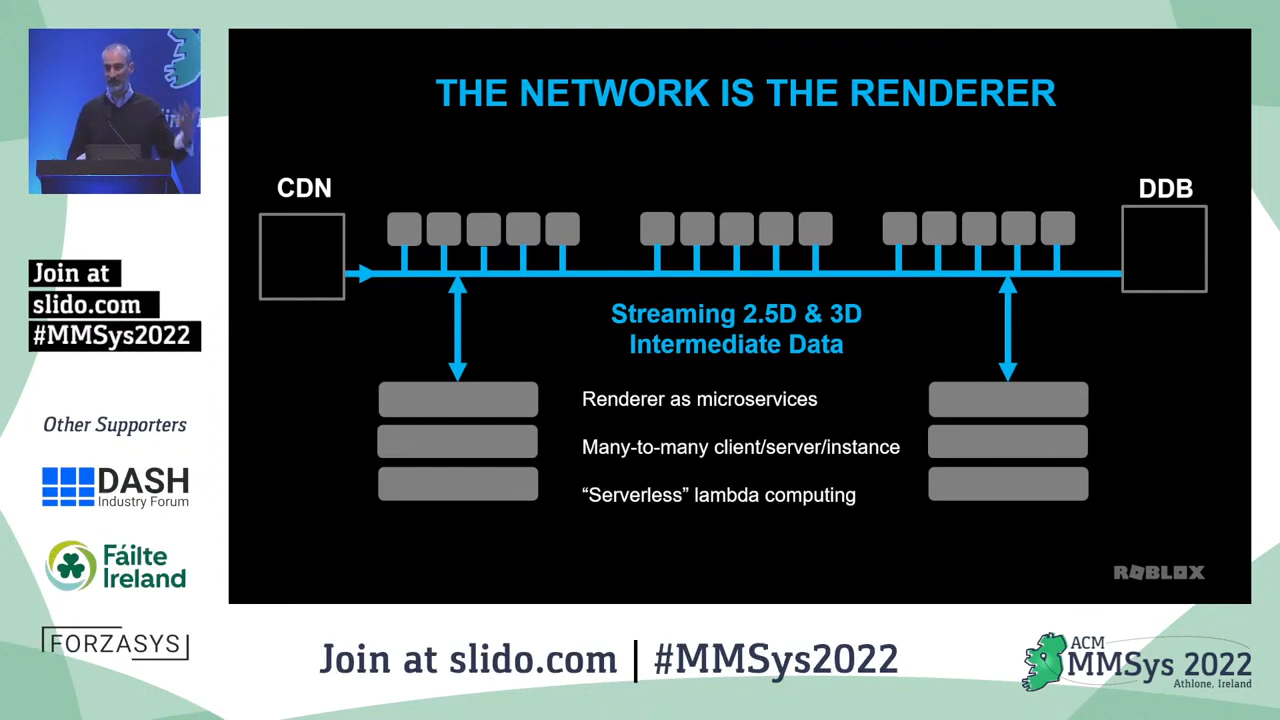 THE NETWORK IS THE RENDERER
CDN
DDB
Streaming 2.5D & 3D
Intermediate Data
Renderer as microservices
Many-to-many client/server/instance
“Serverless” lambda computing
ROBLOX
Join at
slido.com
#MMSys2022
Other Supporters
DASH
Industry Forum
Fáilte
Ireland
FORZASYS
Join at slido.com | #MMSys2022
ACM
MMSys 2022
Athlone, Ireland